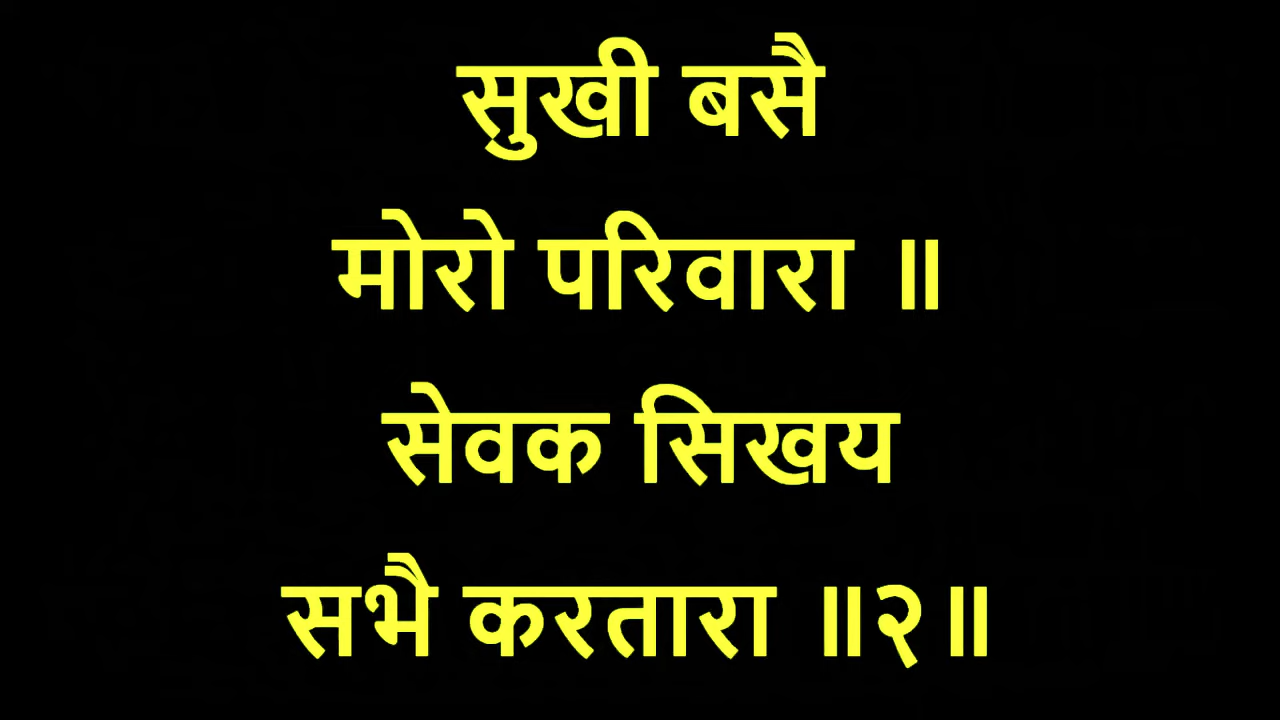 सुखी बसै
मोरो परिवारा ॥
सेवक सिखय
सभै करतारा ॥२॥